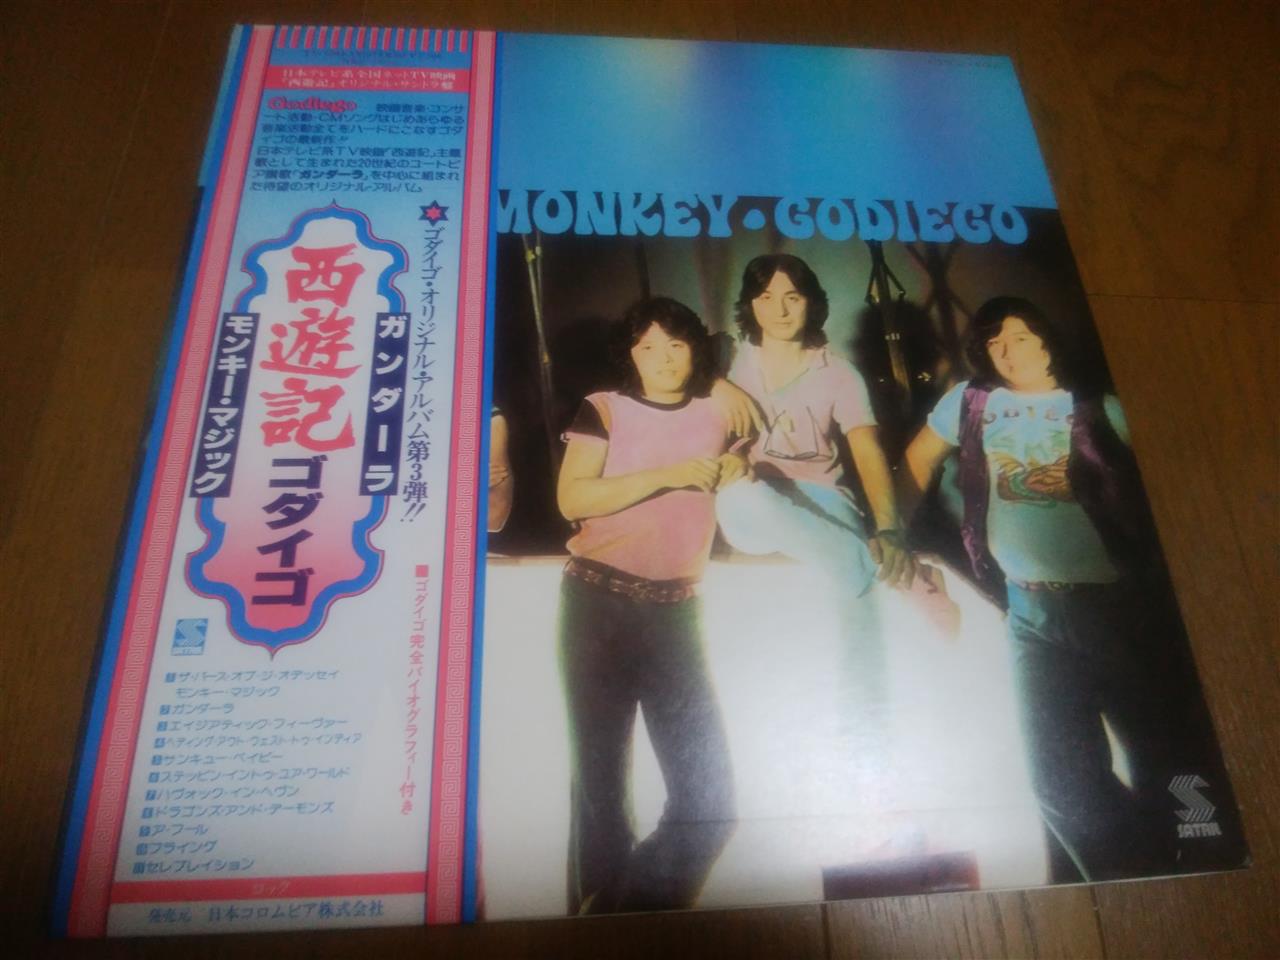 日本テレビ系全国ネットTV映画
「西遊記」オリジナル・サントラ盤
Godiego 映画音楽・コンサ
ート活動・CMソングはじめあらゆる
音楽活動全てをハードにこなすゴダ
イゴの最新作!!
日本テレビ系TV映画「西遊記」主題
歌として生まれた20世紀のユートピ
ア讃歌「ガンダーラ」を中心に組まれ
た待望のオリジナル・アルバム
MONKEY・GODIEGO
ゴダイゴ・オリジナル・アルバム第3弾!!
ガンダーラ
西遊記
ゴダイゴ
モンキー・マジック
■ゴダイゴ完全バイオグラフィー付き
GODIEGO
1 ザ・バース・オブ・ジ・オデッセイ
モンキー・マジック
2 ガンダーラ
3 エイジアティック・フィーヴァー
4 ヘディング・アウト・ウェスト・トゥ・インディア
5 サンキュー・ベイビー
6 ステッピン・イントゥ・ユア・ワールド
7 ハヴォック・イン・ヘヴン
8 ドラゴンズ・アンド・デーモンズ
9 ア・フール
10 フライング
11 セレブレイション
ロック
発売元 日本コロムビア株式会社
SATRIL